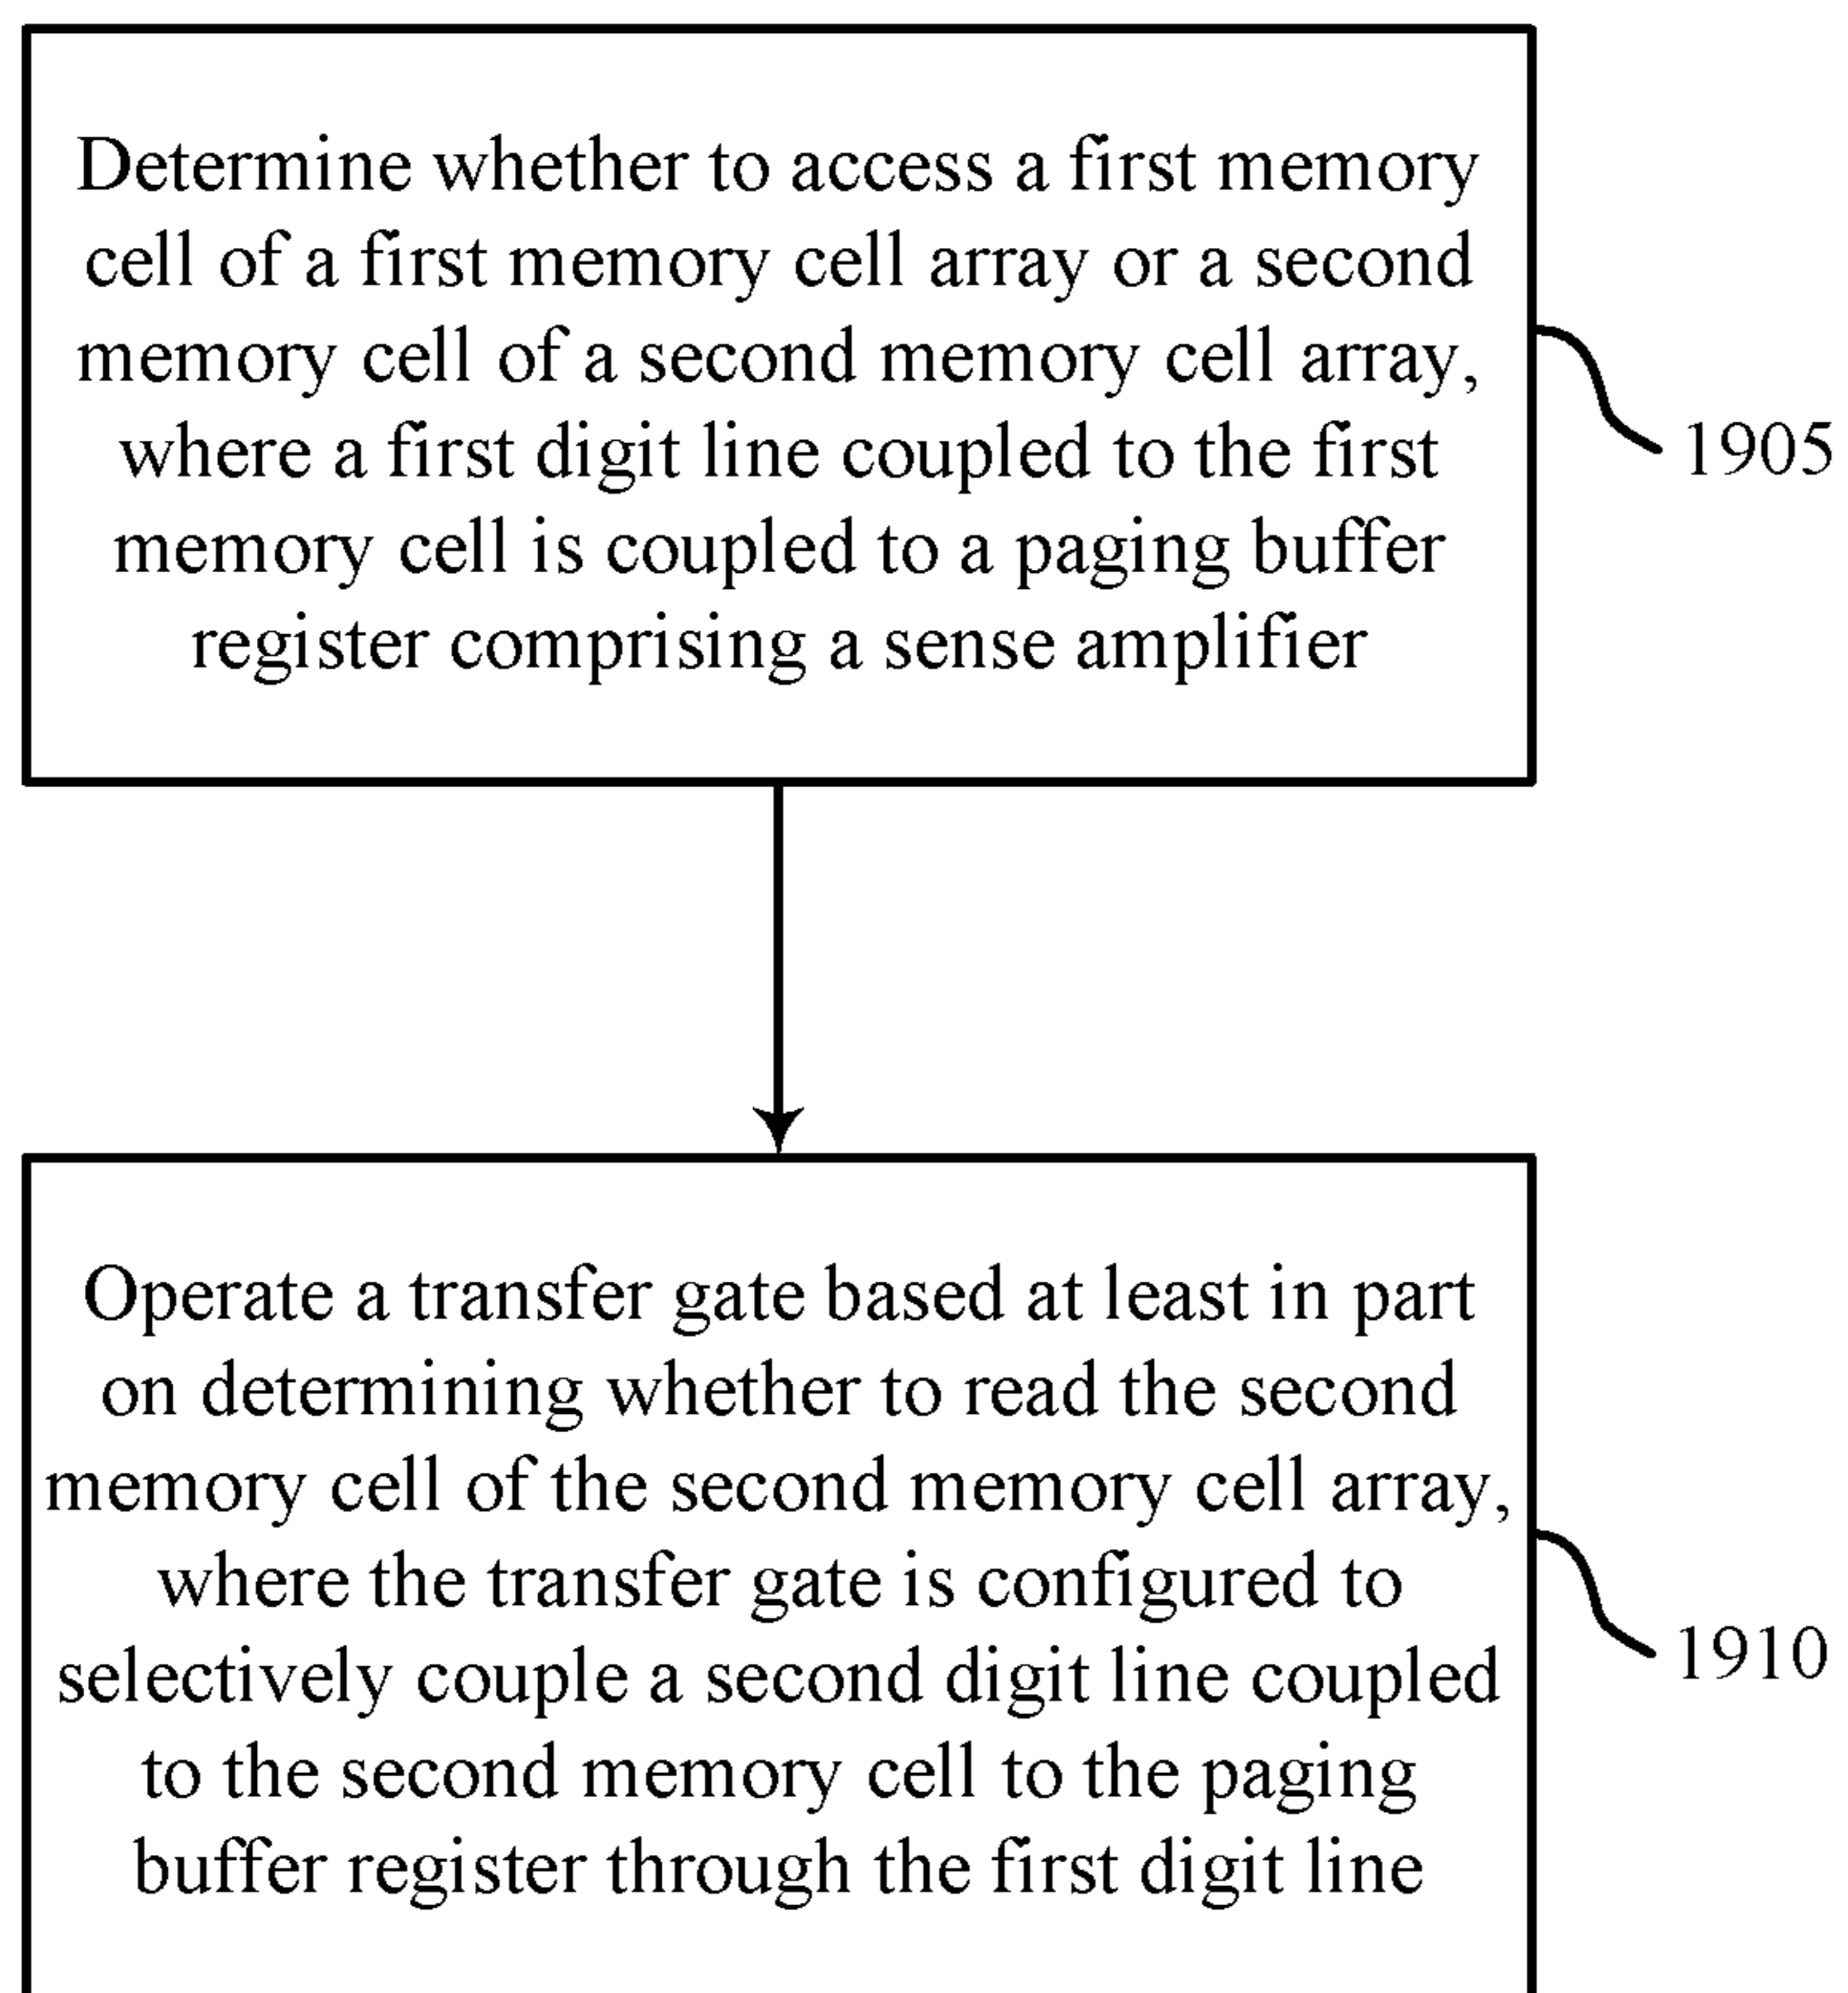 Determine whether to access a first memory
cell of a first memory cell array or a second
memory cell of a second memory cell array,
where a first digit line coupled to the first
memory cell is coupled to a paging buffer
register comprising a sense amplifier
1905
Operate a transfer gate based at least in part
on determining whether to read the second
memory cell of the second memory cell array,
where the transfer gate is configured to
selectively couple a second digit line coupled
to the second memory cell to the paging
buffer register through the first digit line
1910